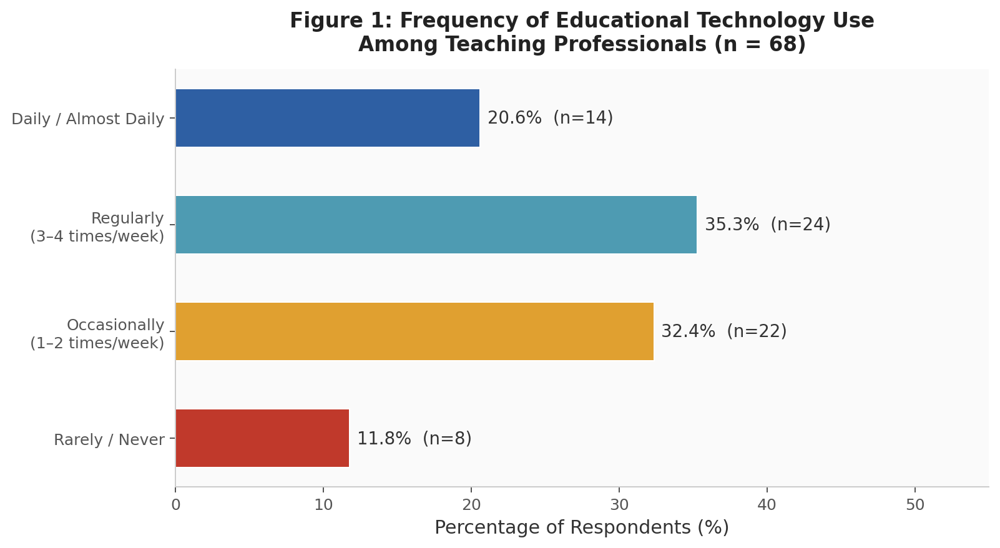 Figure 1: Frequency of Educational Technology Use
Among Teaching Professionals (n = 68)
Daily / Almost Daily
20.6% (n=14)
Regularly
(3–4 times/week)
35.3% (n=24)
Occasionally
(1–2 times/week)
32.4% (n=22)
Rarely / Never
11.8% (n=8)
0 10 20 30 40 50
Percentage of Respondents (%)